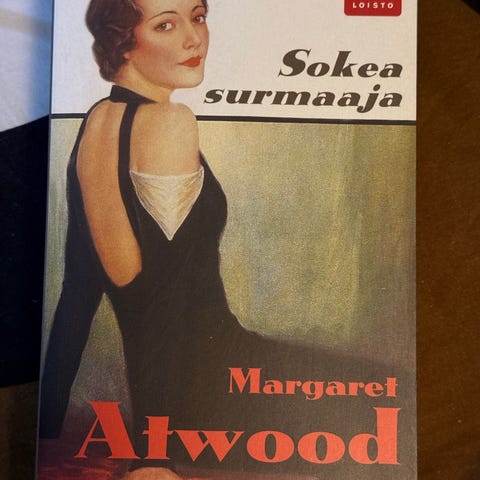 LOISTO
Sokea
surmaaja
Margaret
Atwood